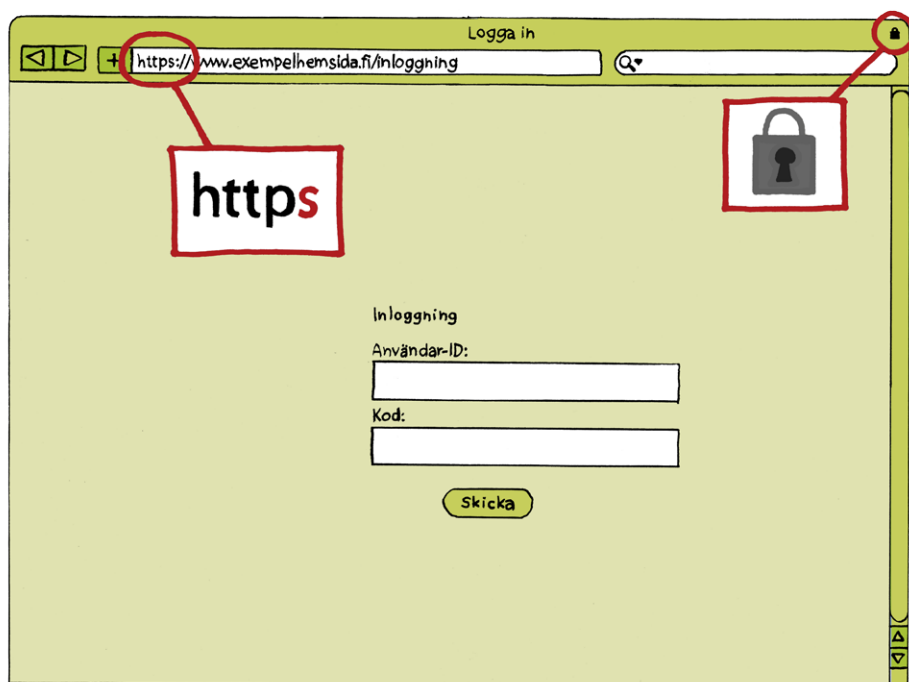 Logga in
https://www.exempelhemsida.fi/inloggning
https
Inloggning
Användar-ID:
Kod:
Skicka